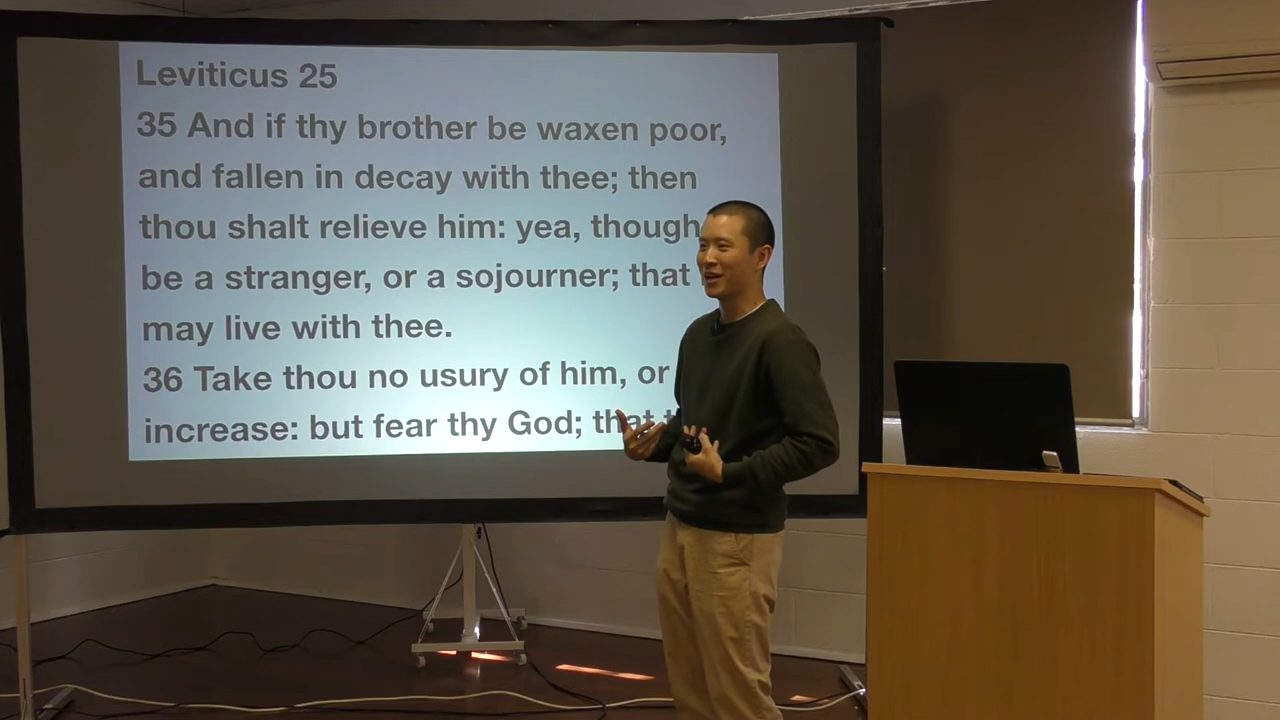 Leviticus 25
35 And if thy brother be waxen poor,
and fallen in decay with thee; then
thou shalt relieve him: yea, though
be a stranger, or a sojourner; that
may live with thee.
36 Take thou no usury of him, or
increase: but fear thy God; that